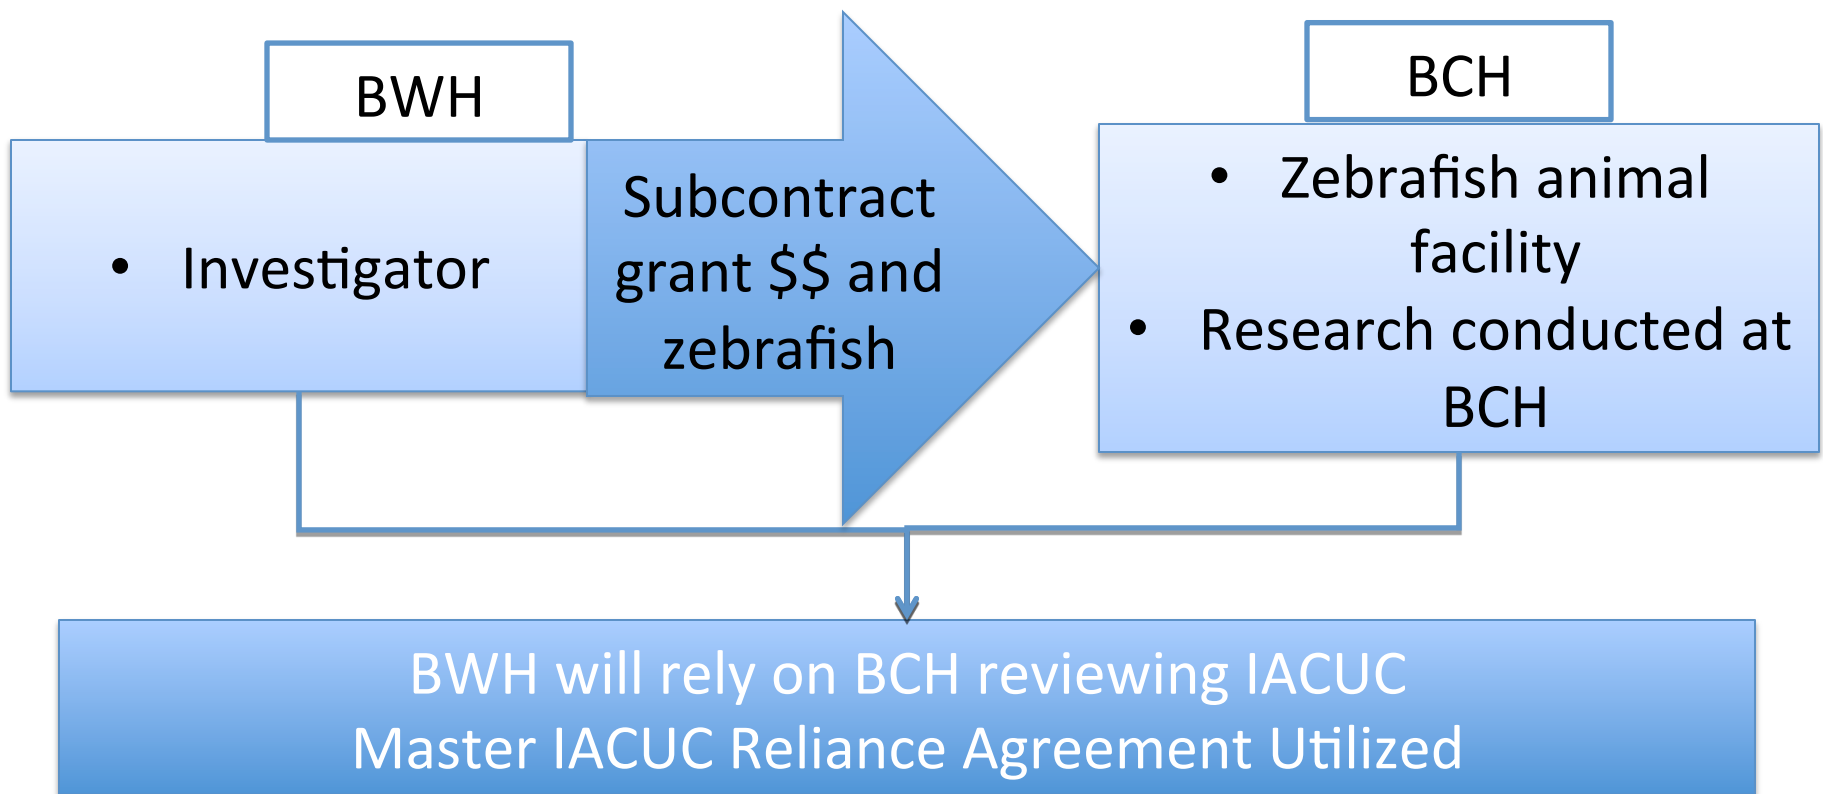 BWH
• Investigator
Subcontract
grant $$ and
zebrafish
BCH
• Zebrafish animal
facility
• Research conducted at
BCH
BWH will rely on BCH reviewing IACUC
Master IACUC Reliance Agreement Utilized